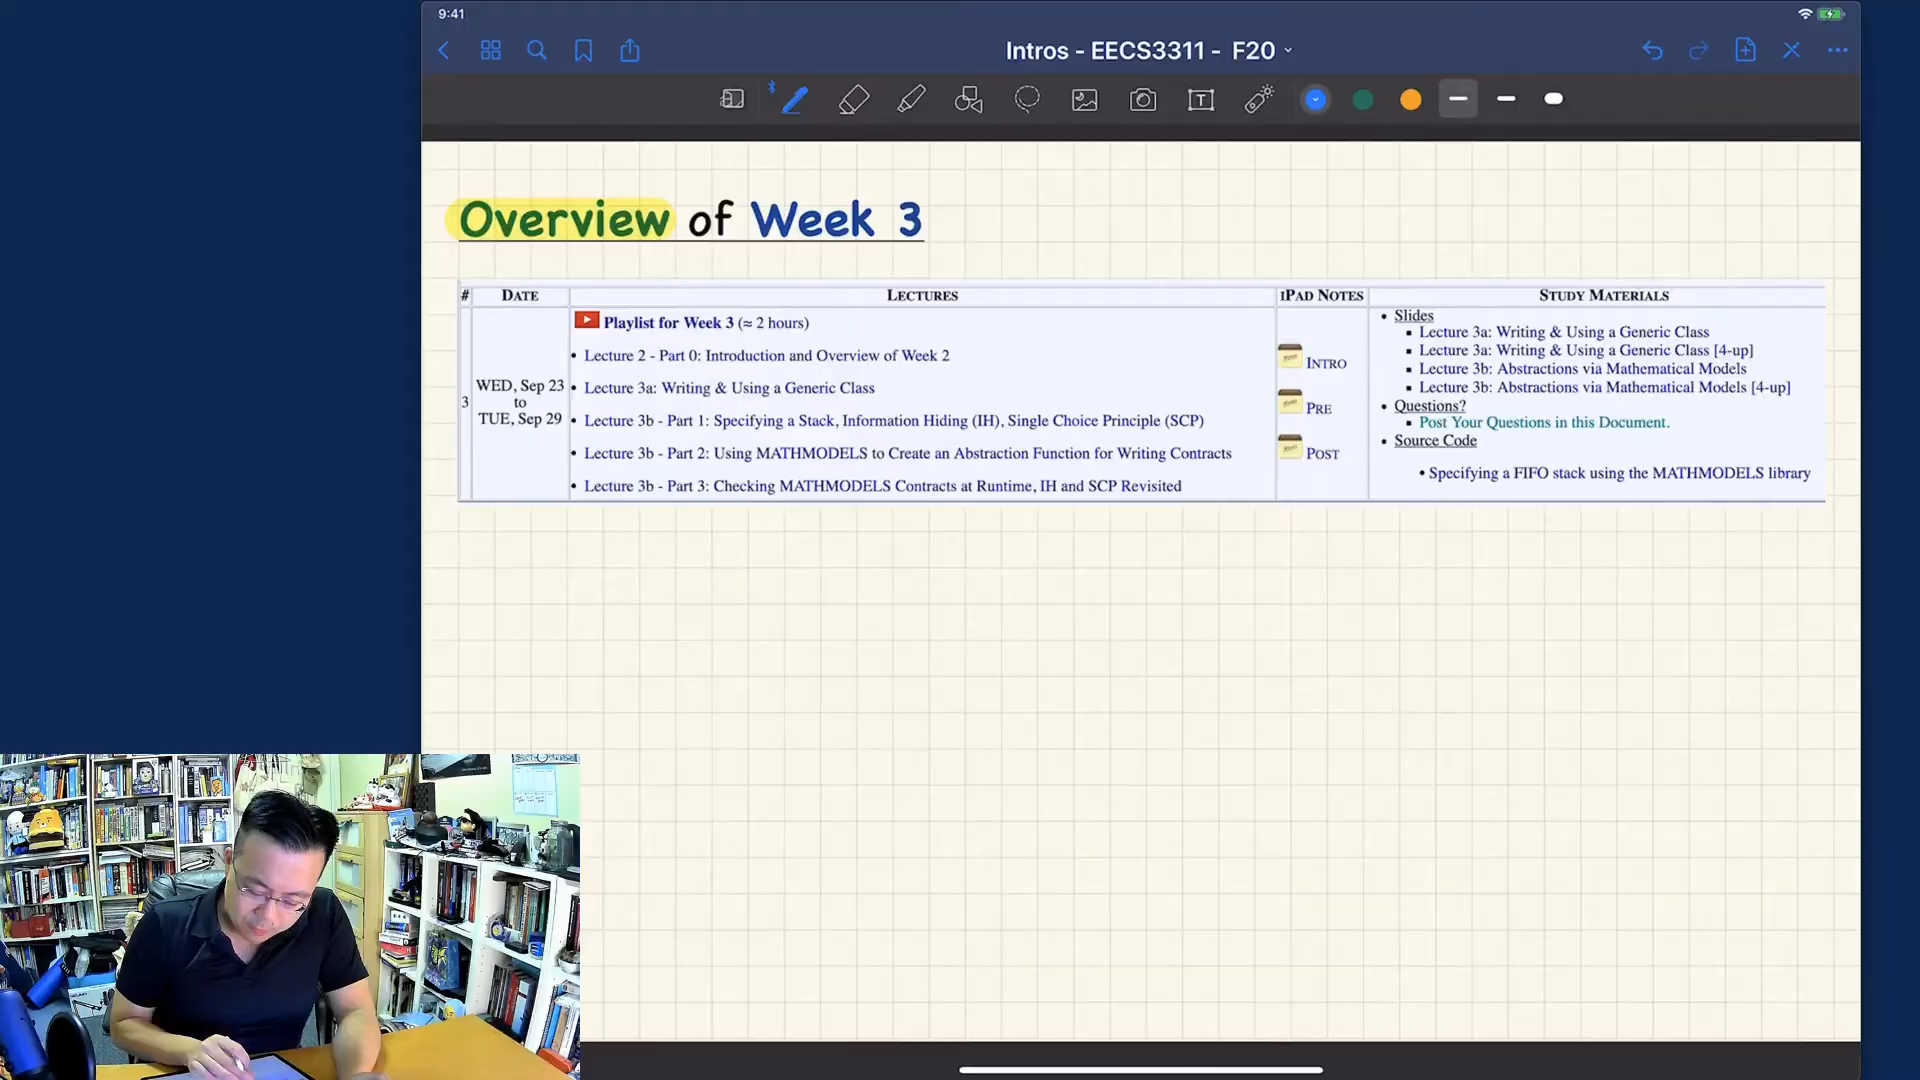 9:41
Intros - EECS3311 - F20
Overview of Week 3
# DATE LECTURES IPAD NOTES STUDY MATERIALS
3
WED, Sep 23
to
TUE, Sep 29
Playlist for Week 3 (≈ 2 hours)
• Lecture 2 - Part 0: Introduction and Overview of Week 2
• Lecture 3a: Writing & Using a Generic Class
• Lecture 3b - Part 1: Specifying a Stack, Information Hiding (IH), Single Choice Principle (SCP)
• Lecture 3b - Part 2: Using MATHMODELS to Create an Abstraction Function for Writing Contracts
• Lecture 3b - Part 3: Checking MATHMODELS Contracts at Runtime, IH and SCP Revisited
INTRO
PRE
POST
• Slides
▪ Lecture 3a: Writing & Using a Generic Class
▪ Lecture 3a: Writing & Using a Generic Class [4-up]
▪ Lecture 3b: Abstractions via Mathematical Models
▪ Lecture 3b: Abstractions via Mathematical Models [4-up]
• Questions?
▪ Post Your Questions in this Document.
• Source Code
• Specifying a FIFO stack using the MATHMODELS library